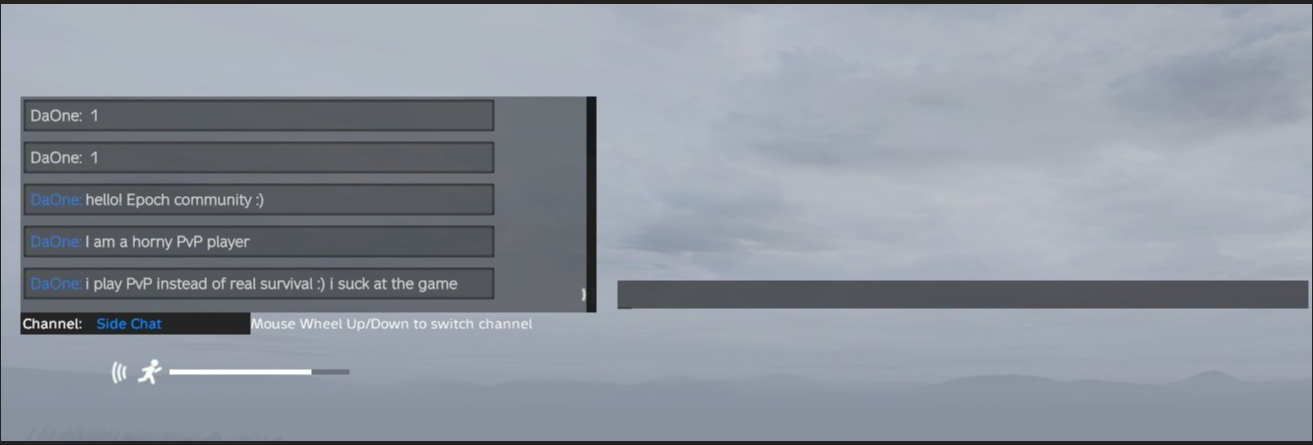 DaOne: 1
DaOne: 1
DaOne: hello! Epoch community :)
DaOne: I am a horny PvP player
DaOne: i play PvP instead of real survival :) i suck at the game
Channel: Side Chat Mouse Wheel Up/Down to switch channel